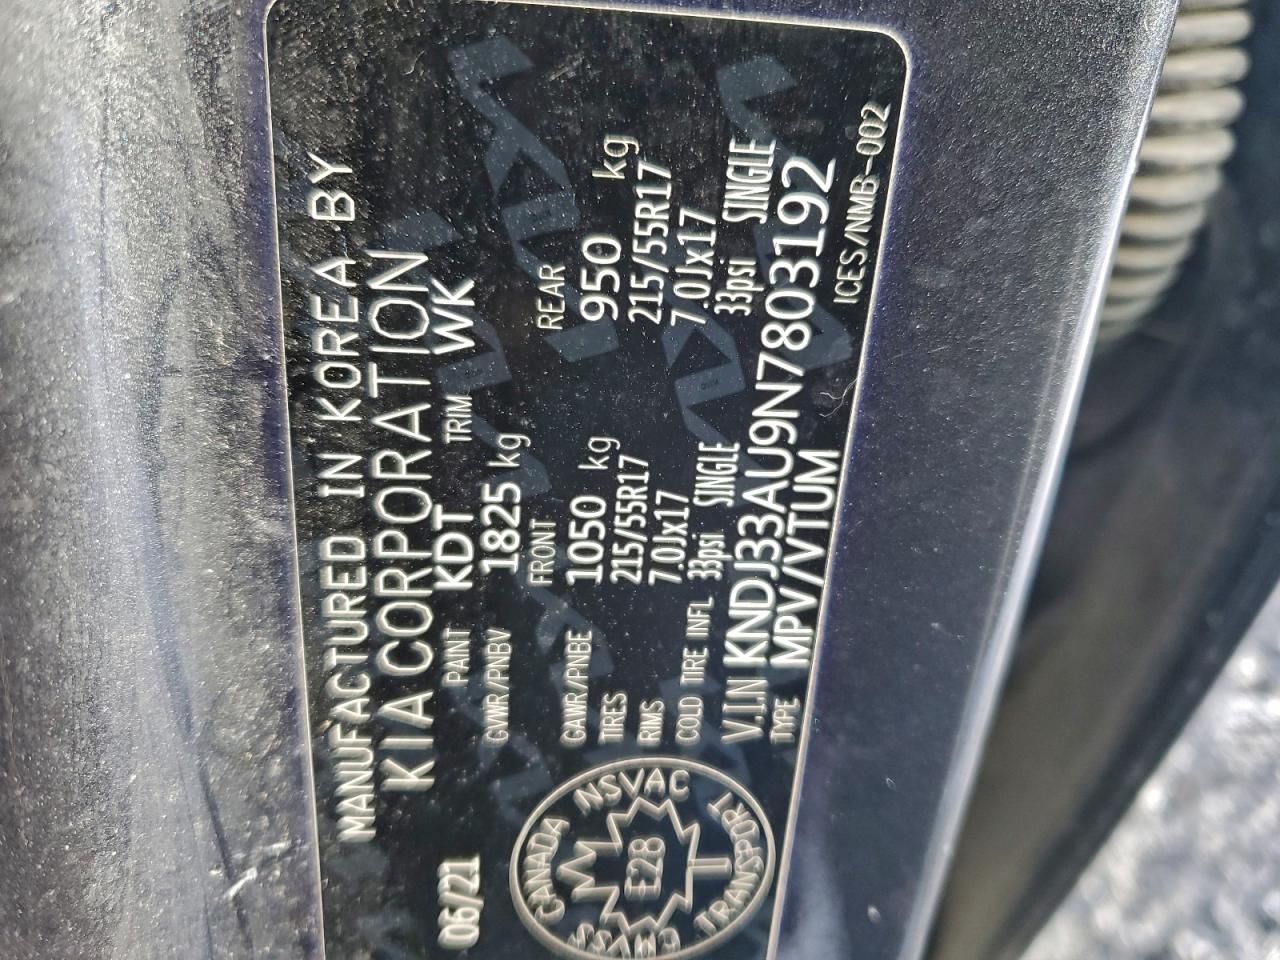 MANUFACTURED IN KOREA BY
KIA CORPORATION
06/21 PAINT KDT TRIM WK
GVWR/PNBV 1825 kg
FRONT REAR
GAWR/PNBE 1050 kg 950 kg
TIRES 215/55R17 215/55R17
RIMS 7.0Jx17 7.0Jx17
COLD TIRE INFL 33psi SINGLE 33psi SINGLE
V.I.N KNDJ33AU9N7803192
TYPE MPV/VTUM ICES/NMB-002
CANADA
NSVAC
E28
TRANSPORT
CMVSS